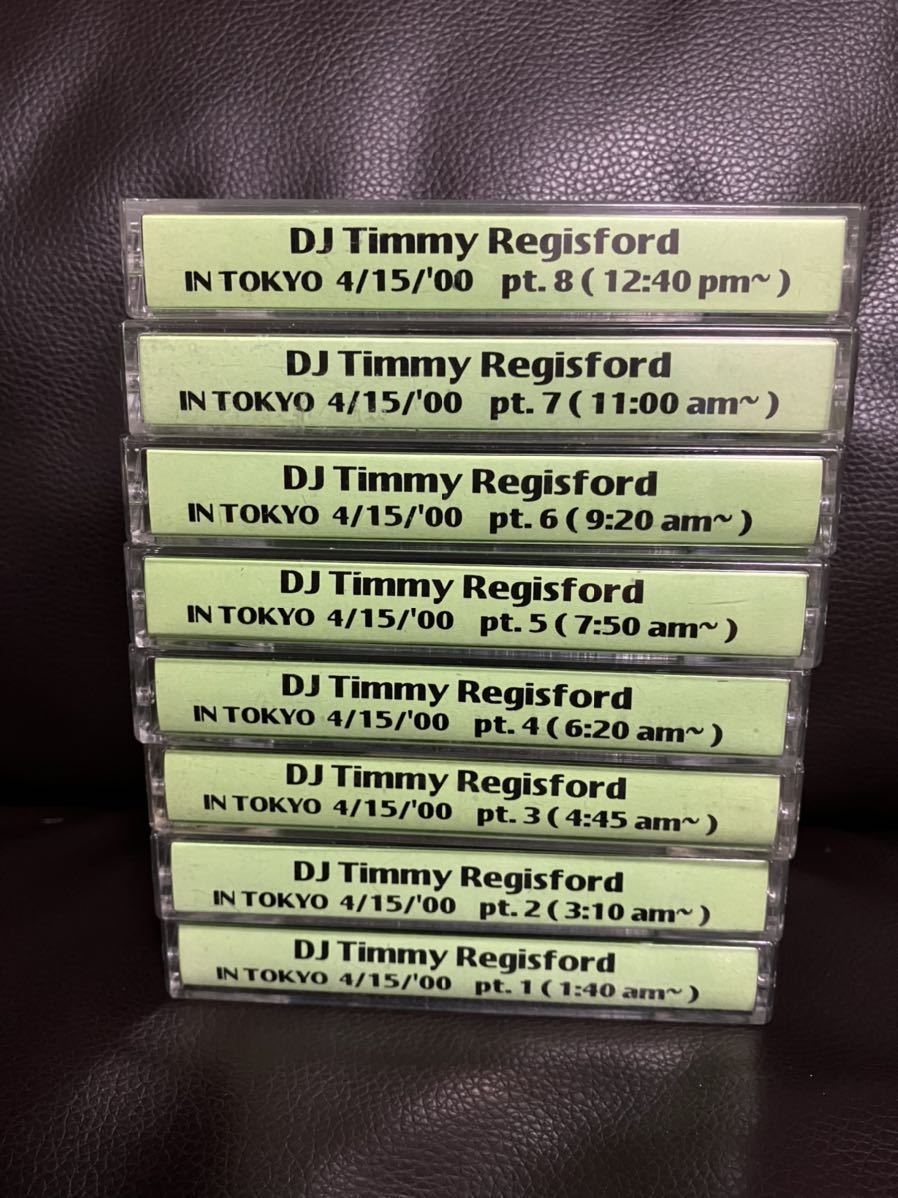 DJ Timmy Regisford
IN TOKYO 4/15/'00 pt. 8 ( 12:40 pm~ )
DJ Timmy Regisford
IN TOKYO 4/15/'00 pt. 7 ( 11:00 am~ )
DJ Timmy Regisford
IN TOKYO 4/15/'00 pt. 6 ( 9:20 am~ )
DJ Timmy Regisford
IN TOKYO 4/15/'00 pt. 5 ( 7:50 am~ )
DJ Timmy Regisford
IN TOKYO 4/15/'00 pt. 4 ( 6:20 am~ )
DJ Timmy Regisford
IN TOKYO 4/15/'00 pt. 3 ( 4:45 am~ )
DJ Timmy Regisford
IN TOKYO 4/15/'00 pt. 2 ( 3:10 am~ )
DJ Timmy Regisford
IN TOKYO 4/15/'00 pt. 1 ( 1:40 am~ )